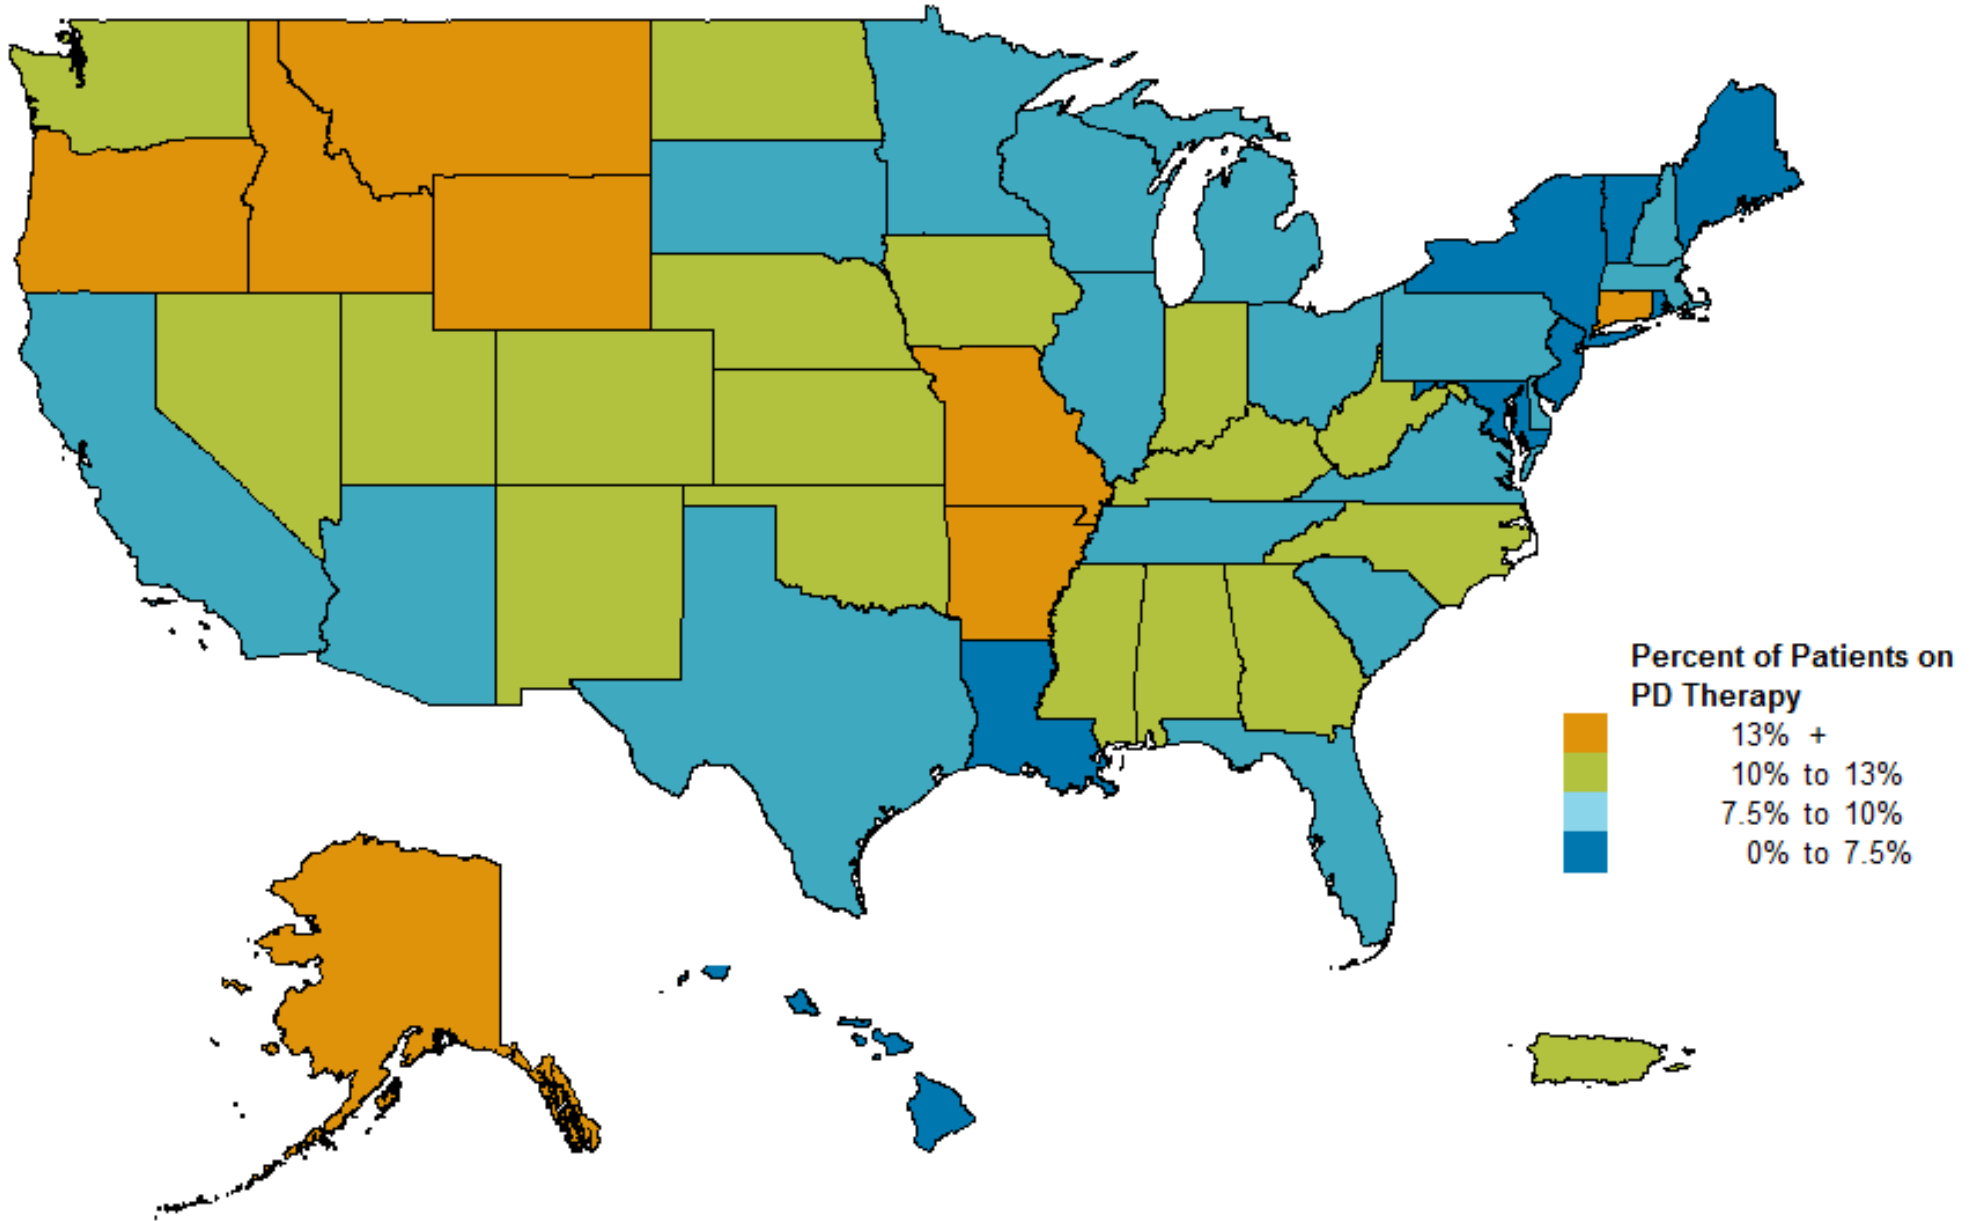 Percent of Patients on
PD Therapy
13% +
10% to 13%
7.5% to 10%
0% to 7.5%